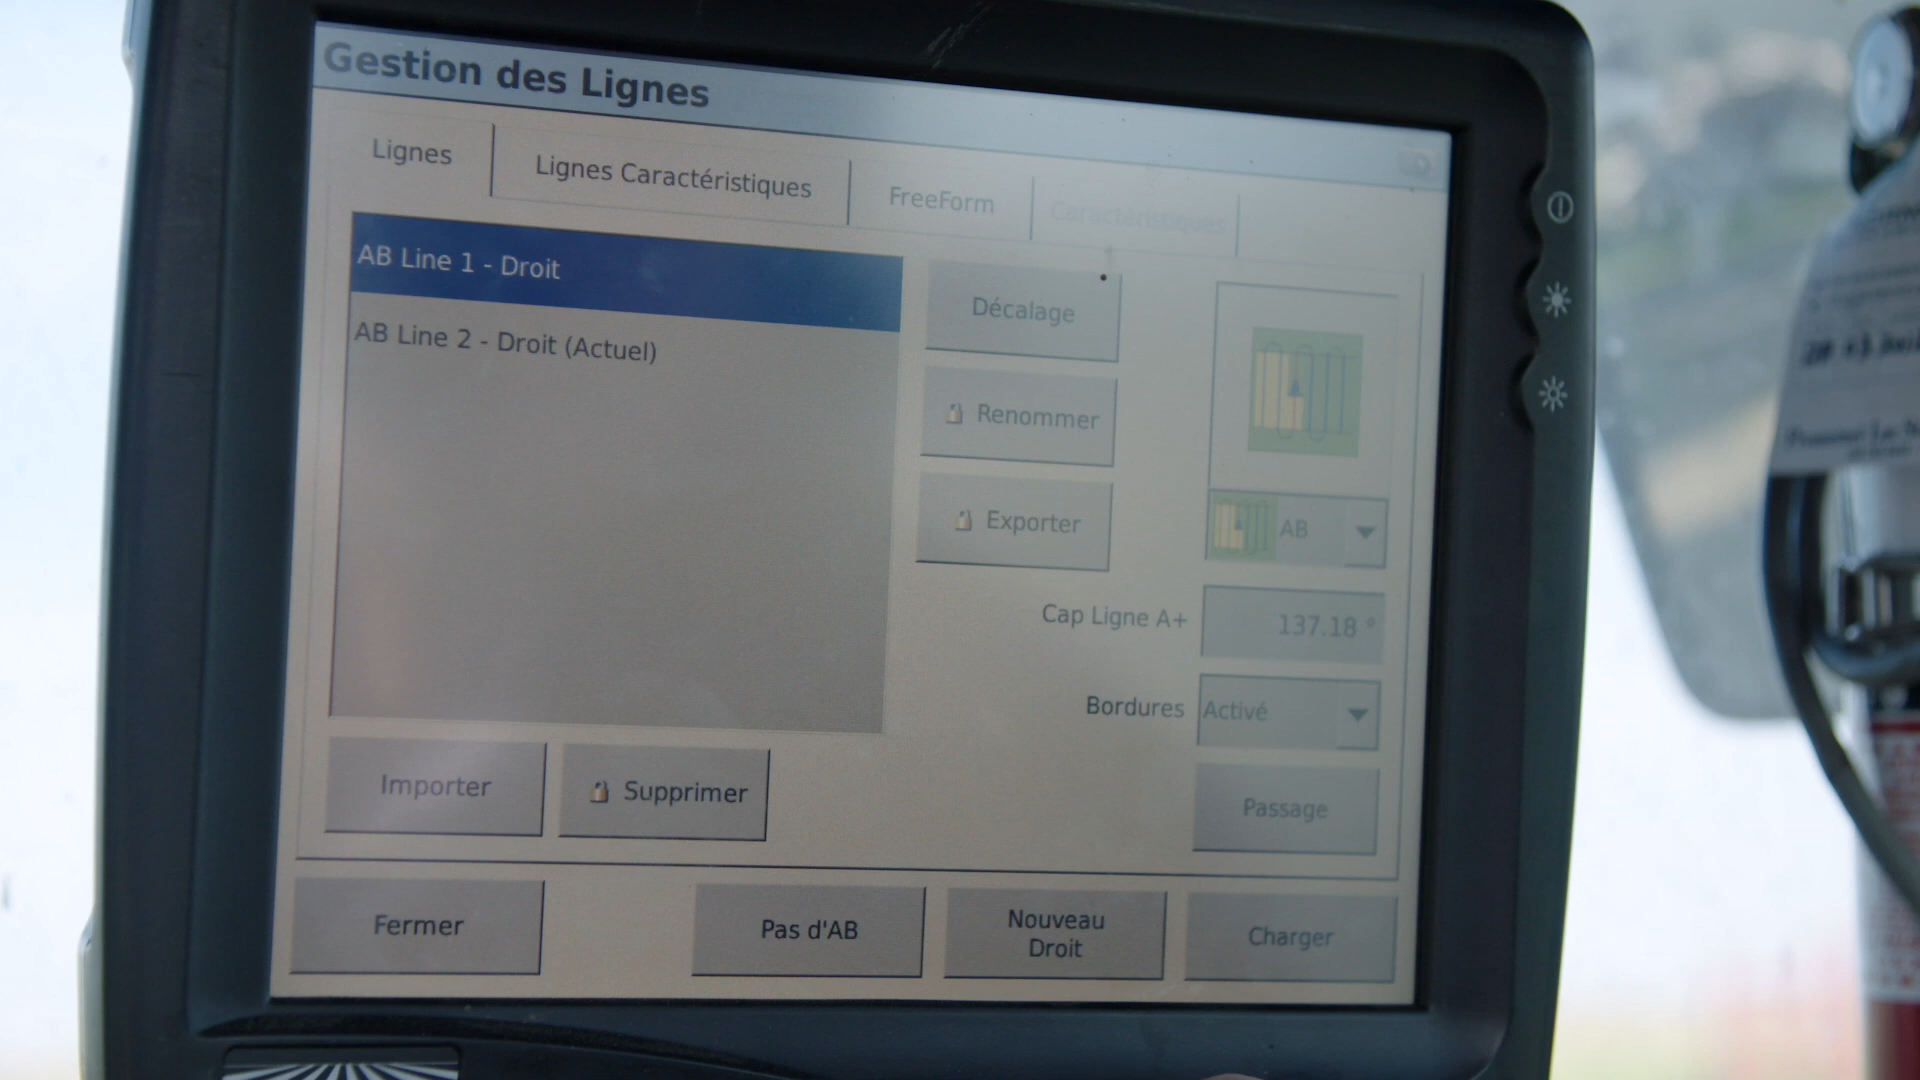 Gestion des Lignes
Lignes
Lignes Caractéristiques
FreeForm
Caractéristiques
AB Line 1 - Droit
AB Line 2 - Droit (Actuel)
Décalage
Renommer
Exporter
AB
Cap Ligne A+
137.18 °
Bordures
Activé
Importer
Supprimer
Passage
Fermer
Pas d'AB
Nouveau
Droit
Charger